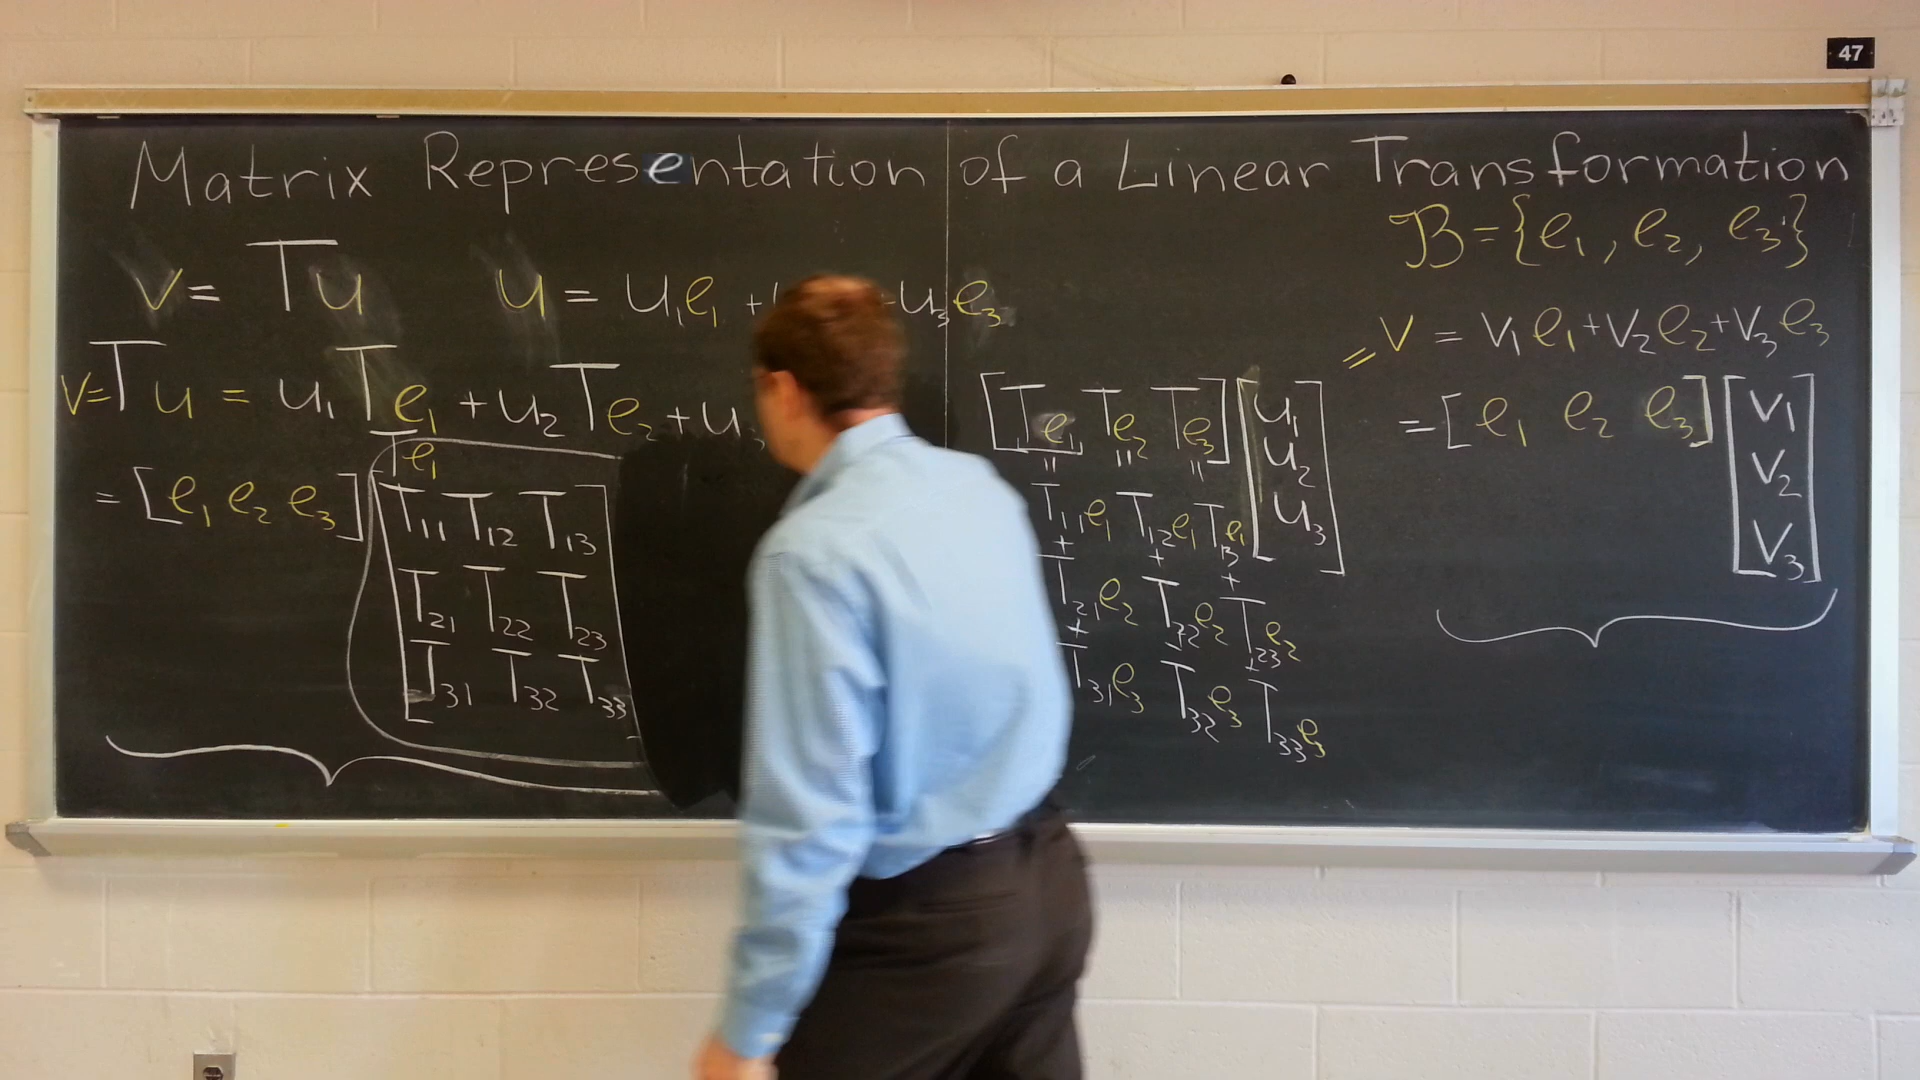 47
Matrix Representation of a Linear Transformation
B={e1, e2, e3}
v = Tu
u = u1e1 +
u3e3
v = v1e1+v2e2+v3e3
v=Tu = u1Te1 + u2Te2 + u3
[Te1 Te2 Te3] [u1 u2 u3]
= [e1 e2 e3] [v1 v2 v3]
Te1
= [e1 e2 e3] [T11 T12 T13
T21 T22 T23
T31 T32 T33
= = =
T11e1 T12e1 T13e1
+ + +
T21e2 T22e2 T23e2
+ + +
T31e3 T32e3 T33e3